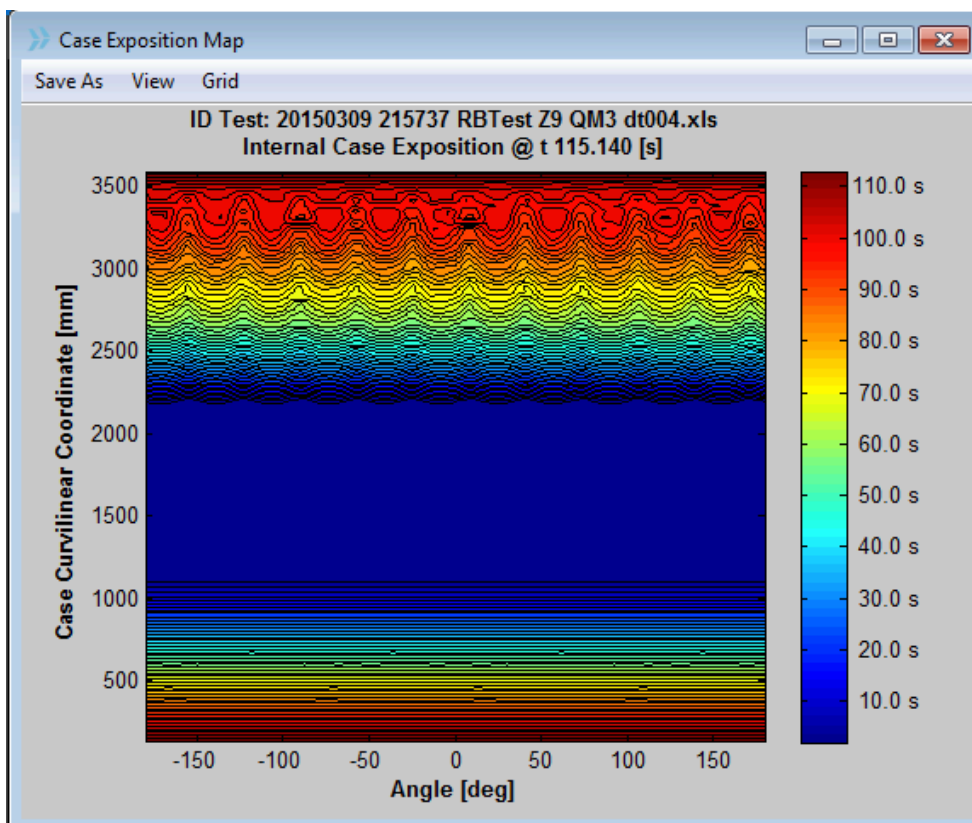 Case Exposition Map
Save As View Grid
ID Test: 20150309 215737 RBTest Z9 QM3 dt004.xls
Internal Case Exposition @ t 115.140 [s]
Case Curvilinear Coordinate [mm]
3500
3000
2500
2000
1500
1000
500
-150 -100 -50 0 50 100 150
Angle [deg]
110.0 s
100.0 s
90.0 s
80.0 s
70.0 s
60.0 s
50.0 s
40.0 s
30.0 s
20.0 s
10.0 s